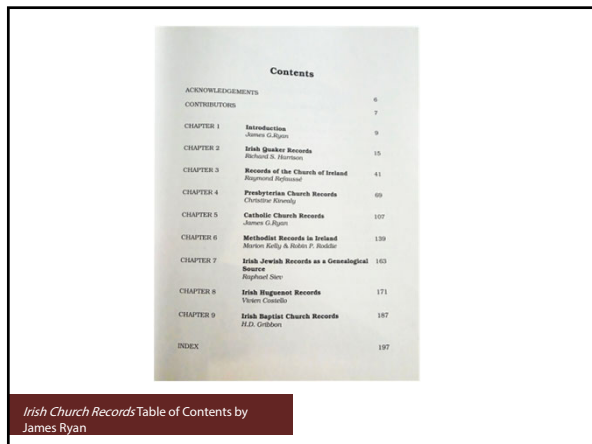 Contents
ACKNOWLEDGEMENTS 6
CONTRIBUTORS 7
CHAPTER 1 Introduction 9
James G.Ryan
CHAPTER 2 Irish Quaker Records 15
Richard S. Harrison
CHAPTER 3 Records of the Church of Ireland 41
Raymond Refaussé
CHAPTER 4 Presbyterian Church Records 69
Christine Kinealy
CHAPTER 5 Catholic Church Records 107
James G.Ryan
CHAPTER 6 Methodist Records in Ireland 139
Marion Kelly & Robin P. Roddie
CHAPTER 7 Irish Jewish Records as a Genealogical 163
Source
Raphael Siev
CHAPTER 8 Irish Huguenot Records 171
Vivien Costello
CHAPTER 9 Irish Baptist Church Records 187
H.D. Gribbon
INDEX 197
Irish Church Records Table of Contents by
James Ryan